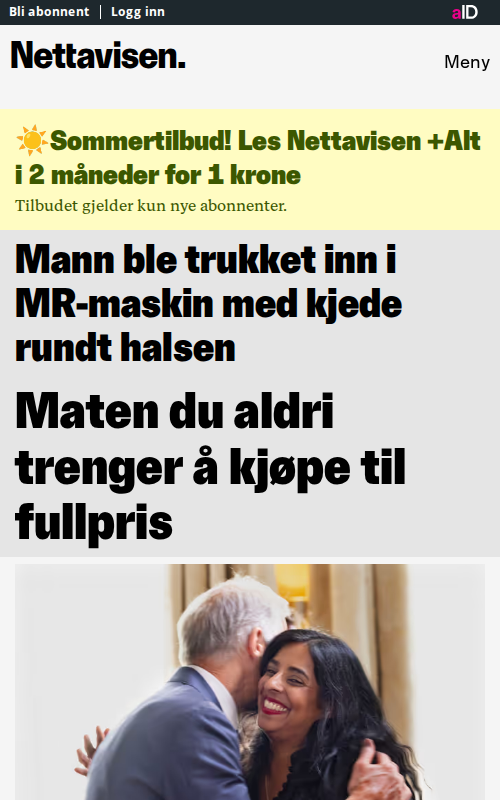 Bli abonnent | Logg inn
aID
Nettavisen.
Meny
☀️Sommertilbud! Les Nettavisen +Alt
i 2 måneder for 1 krone
Tilbudet gjelder kun nye abonnenter.
Mann ble trukket inn i
MR-maskin med kjede
rundt halsen
Maten du aldri
trenger å kjøpe til
fullpris